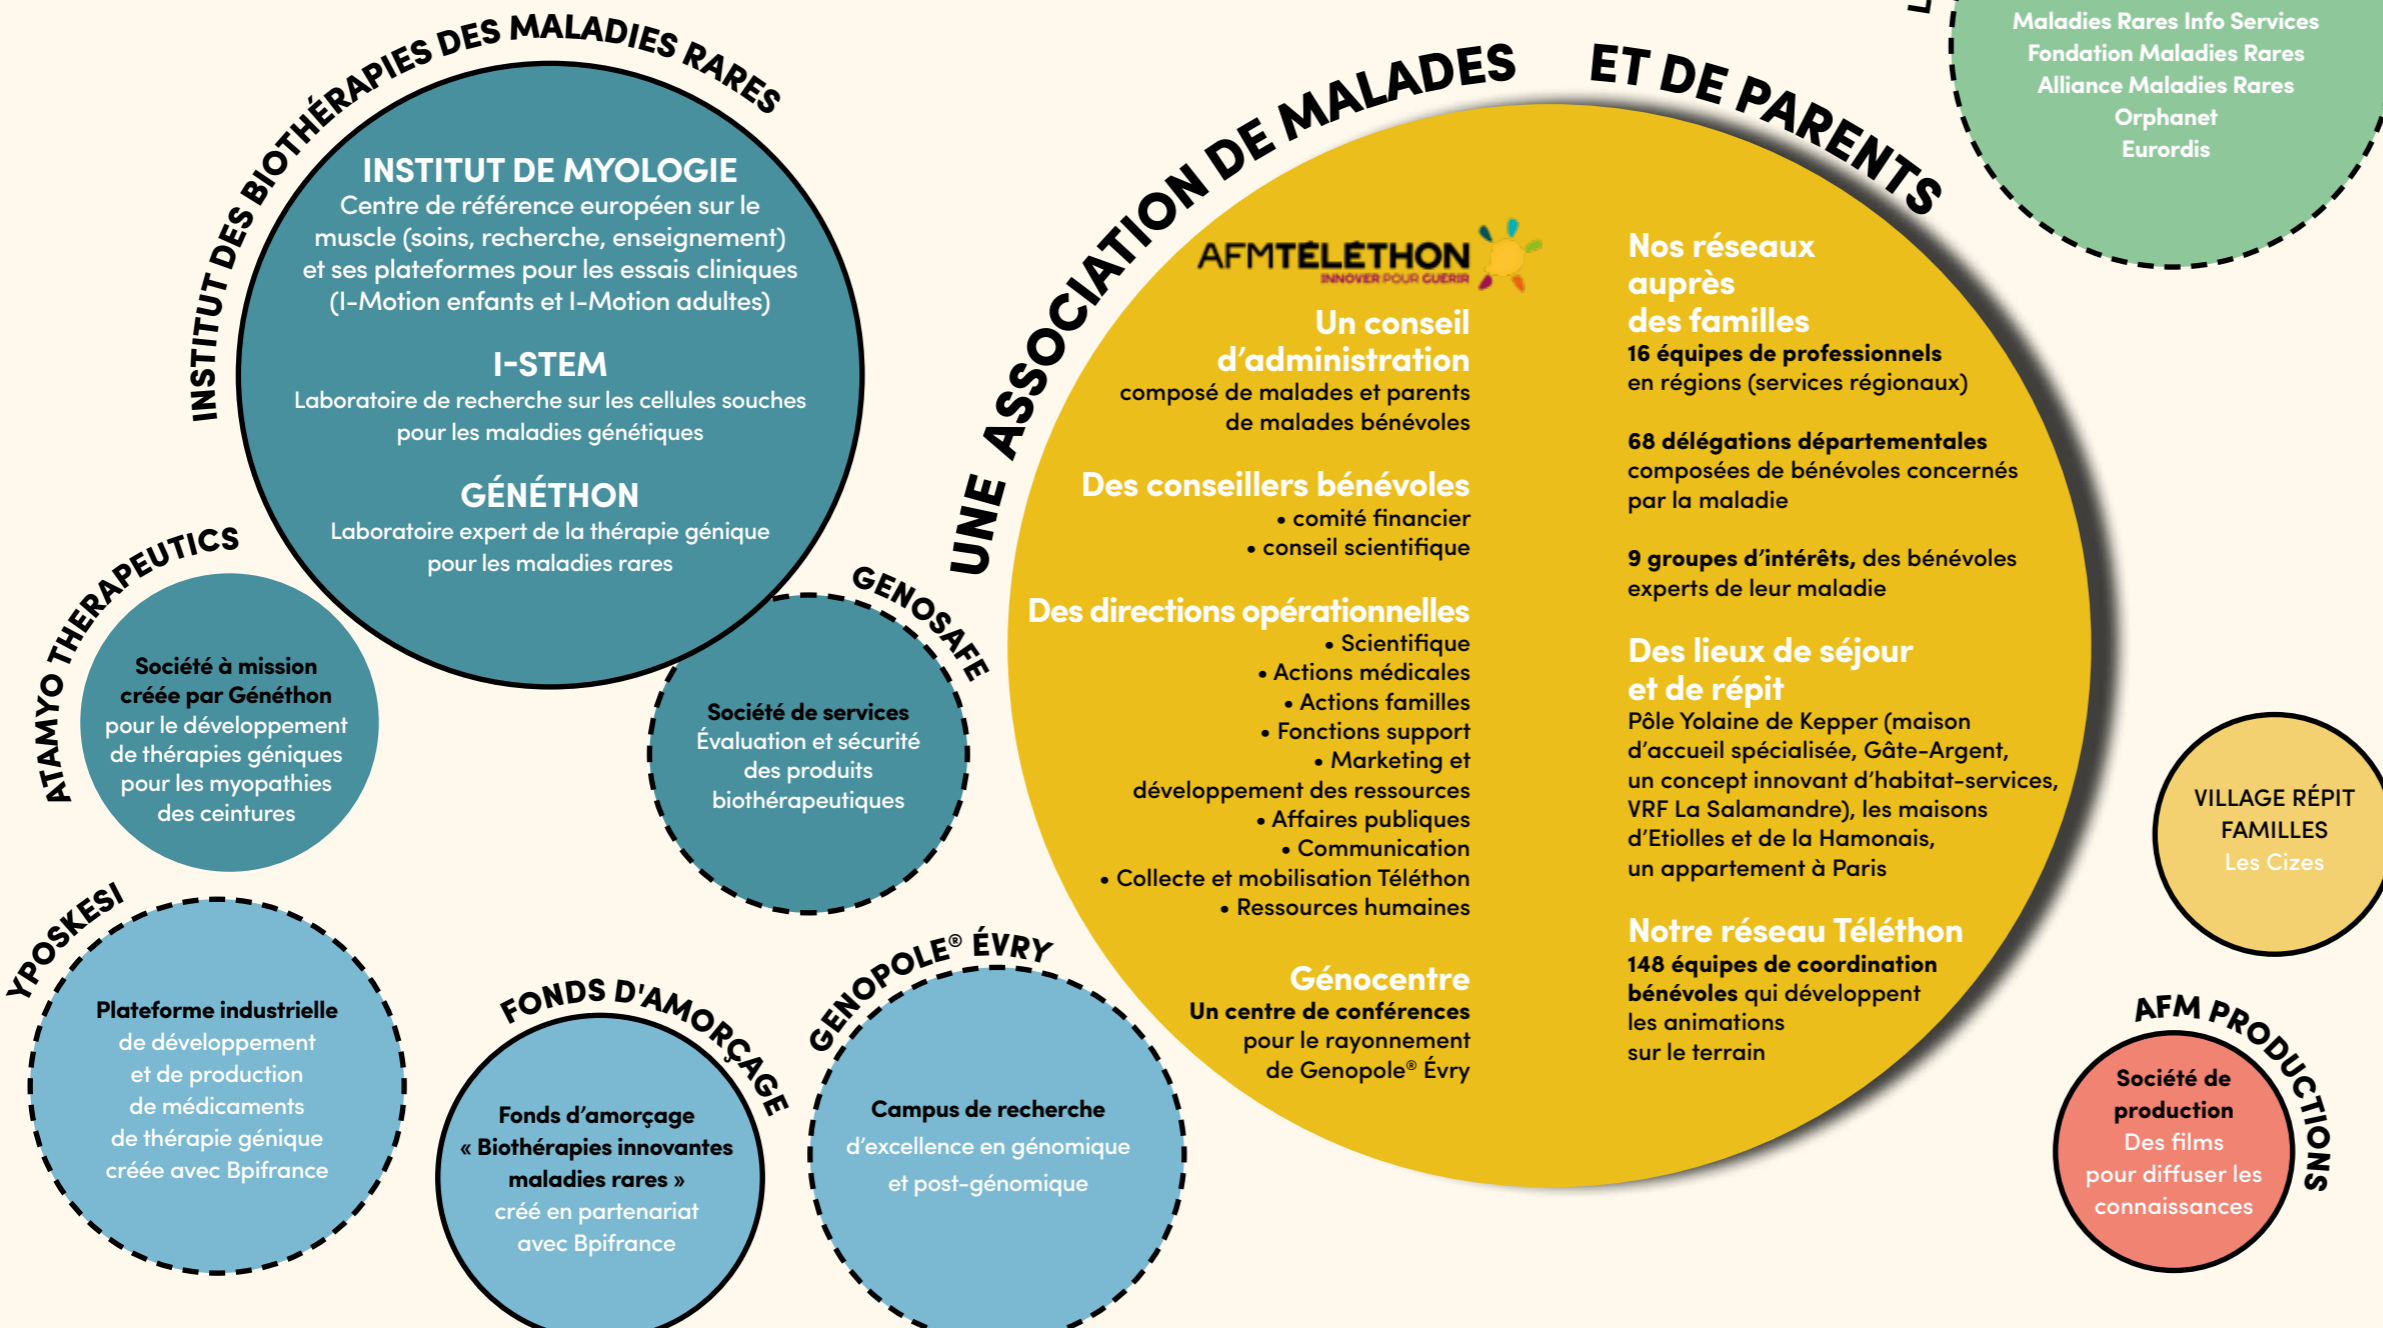 INSTITUT DES BIOTHÉRAPIES DES MALADIES RARES
INSTITUT DE MYOLOGIE
Centre de référence européen sur le
muscle (soins, recherche, enseignement)
et ses plateformes pour les essais cliniques
(I-Motion enfants et I-Motion adultes)
I-STEM
Laboratoire de recherche sur les cellules souches
pour les maladies génétiques
GÉNÉTHON
Laboratoire expert de la thérapie génique
pour les maladies rares
ATAMYO THERAPEUTICS
Société à mission
créée par Généthon
pour le développement
de thérapies géniques
pour les myopathies
des ceintures
GENOSAFE
Société de services
Évaluation et sécurité
des produits
biothérapeutiques
YPOSKESI
Plateforme industrielle
de développement
et de production
de médicaments
de thérapie génique
créée avec Bpifrance
FONDS D'AMORÇAGE
Fonds d'amorçage
« Biothérapies innovantes
maladies rares »
créé en partenariat
avec Bpifrance
GENOPOLE® ÉVRY
Campus de recherche
d'excellence en génomique
et post-génomique
UNE ASSOCIATION DE MALADES ET DE PARENTS
AFMTÉLÉTHON
INNOVER POUR GUÉRIR
Un conseil
d'administration
composé de malades et parents
de malades bénévoles
Des conseillers bénévoles
• comité financier
• conseil scientifique
Des directions opérationnelles
• Scientifique
• Actions médicales
• Actions familles
• Fonctions support
• Marketing et
développement des ressources
• Affaires publiques
• Communication
• Collecte et mobilisation Téléthon
• Ressources humaines
Génocentre
Un centre de conférences
pour le rayonnement
de Genopole® Évry
Nos réseaux
auprès
des familles
16 équipes de professionnels
en régions (services régionaux)
68 délégations départementales
composées de bénévoles concernés
par la maladie
9 groupes d'intérêts, des bénévoles
experts de leur maladie
Des lieux de séjour
et de répit
Pôle Yolaine de Kepper (maison
d'accueil spécialisée, Gâte-Argent,
un concept innovant d'habitat-services,
VRF La Salamandre), les maisons
d'Etiolles et de la Hamonais,
un appartement à Paris
Notre réseau Téléthon
148 équipes de coordination
bénévoles qui développent
les animations
sur le terrain
Maladies Rares Info Services
Fondation Maladies Rares
Alliance Maladies Rares
Orphanet
Eurordis
VILLAGE RÉPIT
FAMILLES
Les Cizes
AFM PRODUCTIONS
Société de
production
Des films
pour diffuser les
connaissances